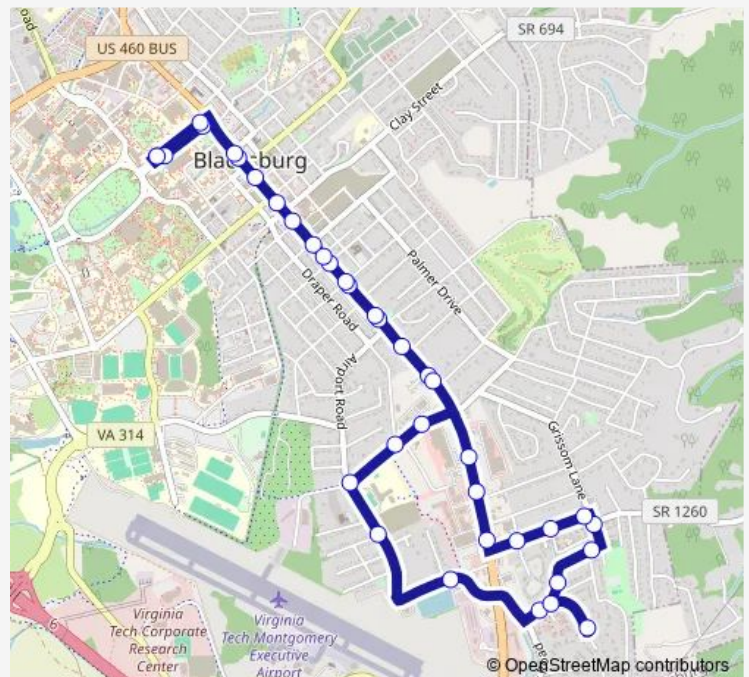 US 460 BUS
SR 694
Clay Street
Blacksburg
Palmer Drive
Draper Road
Airport Road
VA 314
Grissom Lane
SR 1260
6
Virginia
Tech Corporate
Research
Center
Virginia
Tech Montgomery
Executive
Airport
© OpenStreetMap contributors